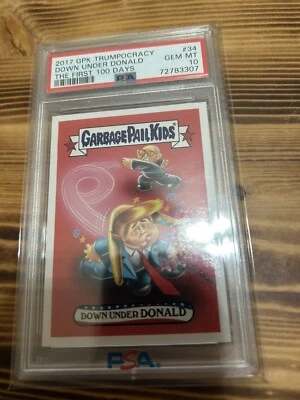 2017 GPK TRUMPOCRACY #34
DOWN UNDER DONALD GEM MT
THE FIRST 100 DAYS 10
PSA 72783307
GARBAGE PAIL KIDS
DOWN UNDER DONALD
PSA